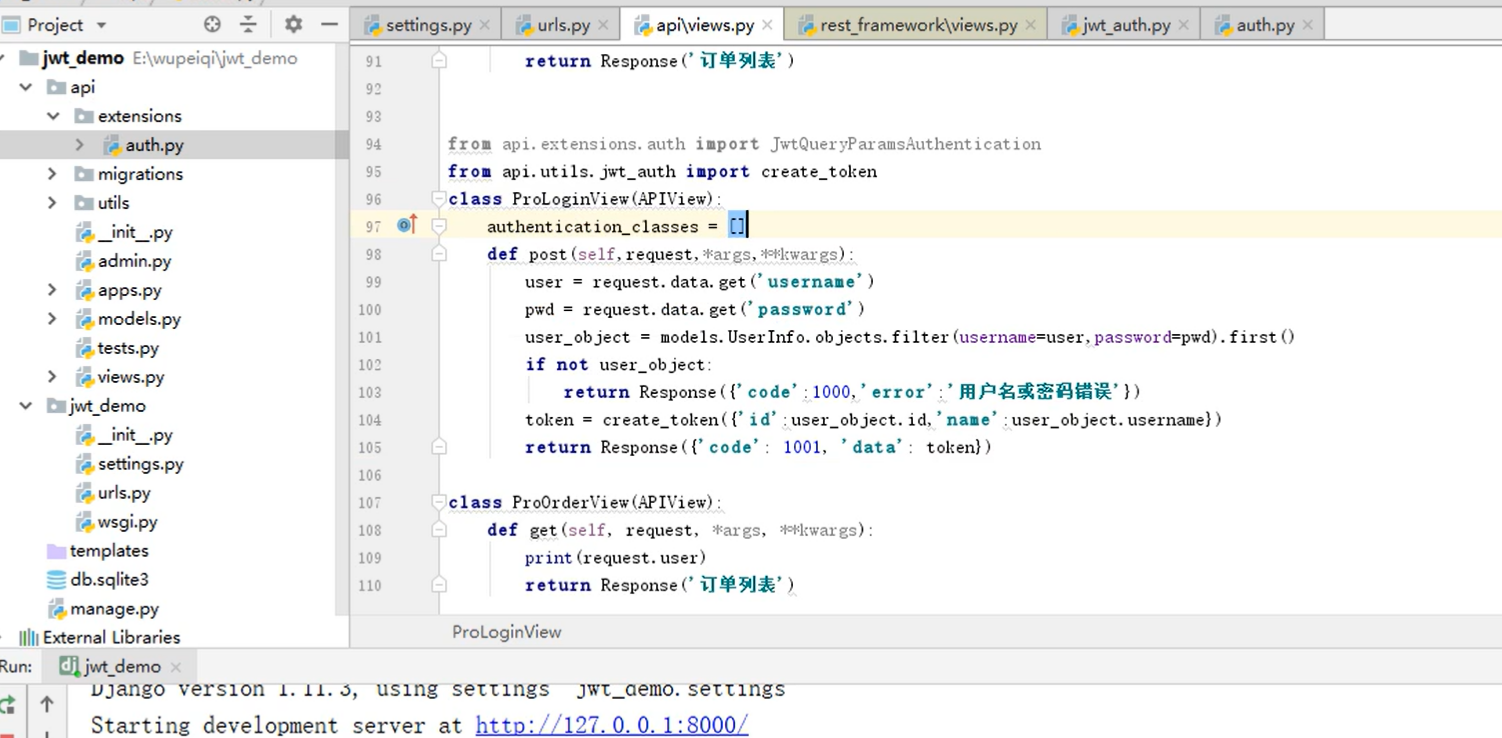 Project
settings.py
urls.py
api\views.py
rest_framework\views.py
jwt_auth.py
auth.py
jwt_demo E:\wupeiqi\jwt_demo
api
extensions
auth.py
migrations
utils
__init__.py
admin.py
apps.py
models.py
tests.py
views.py
jwt_demo
__init__.py
settings.py
urls.py
wsgi.py
templates
db.sqlite3
manage.py
External Libraries
91 return Response('订单列表')
92
93
94 from api.extensions.auth import JwtQueryParamsAuthentication
95 from api.utils.jwt_auth import create_token
96 class ProLoginView(APIView):
97 authentication_classes = []
98 def post(self,request,*args,**kwargs):
99 user = request.data.get('username')
100 pwd = request.data.get('password')
101 user_object = models.UserInfo.objects.filter(username=user,password=pwd).first()
102 if not user_object:
103 return Response({'code':1000,'error':'用户名或密码错误'})
104 token = create_token({'id':user_object.id,'name':user_object.username})
105 return Response({'code': 1001, 'data': token})
106
107 class ProOrderView(APIView):
108 def get(self, request, *args, **kwargs):
109 print(request.user)
110 return Response('订单列表')
ProLoginView
Run: jwt_demo
Django version 1.11.3, using settings 'jwt_demo.settings
Starting development server at http://127.0.0.1:8000/